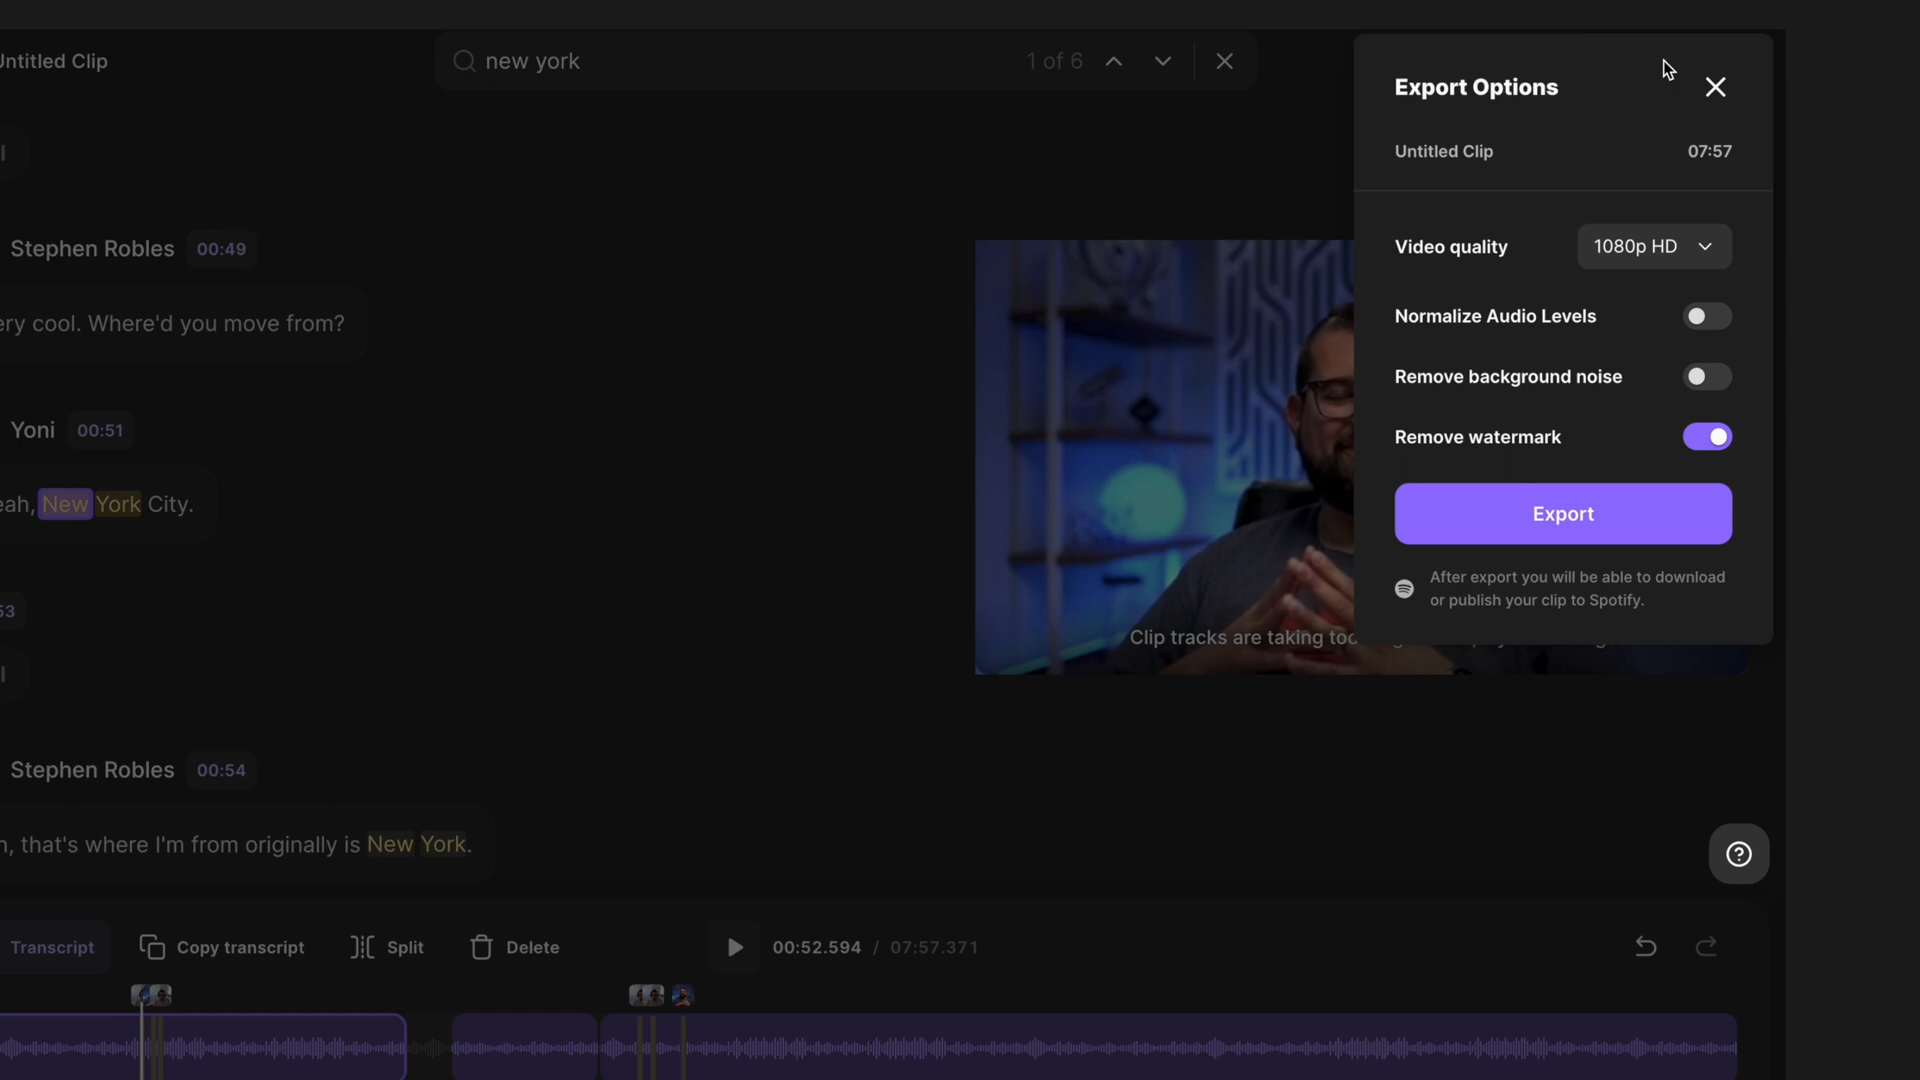 Untitled Clip
new york
1 of 6
Export Options
Untitled Clip 07:57
Video quality 1080p HD
Normalize Audio Levels
Remove background noise
Remove watermark
Export
After export you will be able to download
or publish your clip to Spotify.
Stephen Robles 00:49
ery cool. Where'd you move from?
Yoni 00:51
eah, New York City.
53
Stephen Robles 00:54
h, that's where I'm from originally is New York.
Clip tracks are taking too
Transcript Copy transcript Split Delete 00:52.594 / 07:57.371